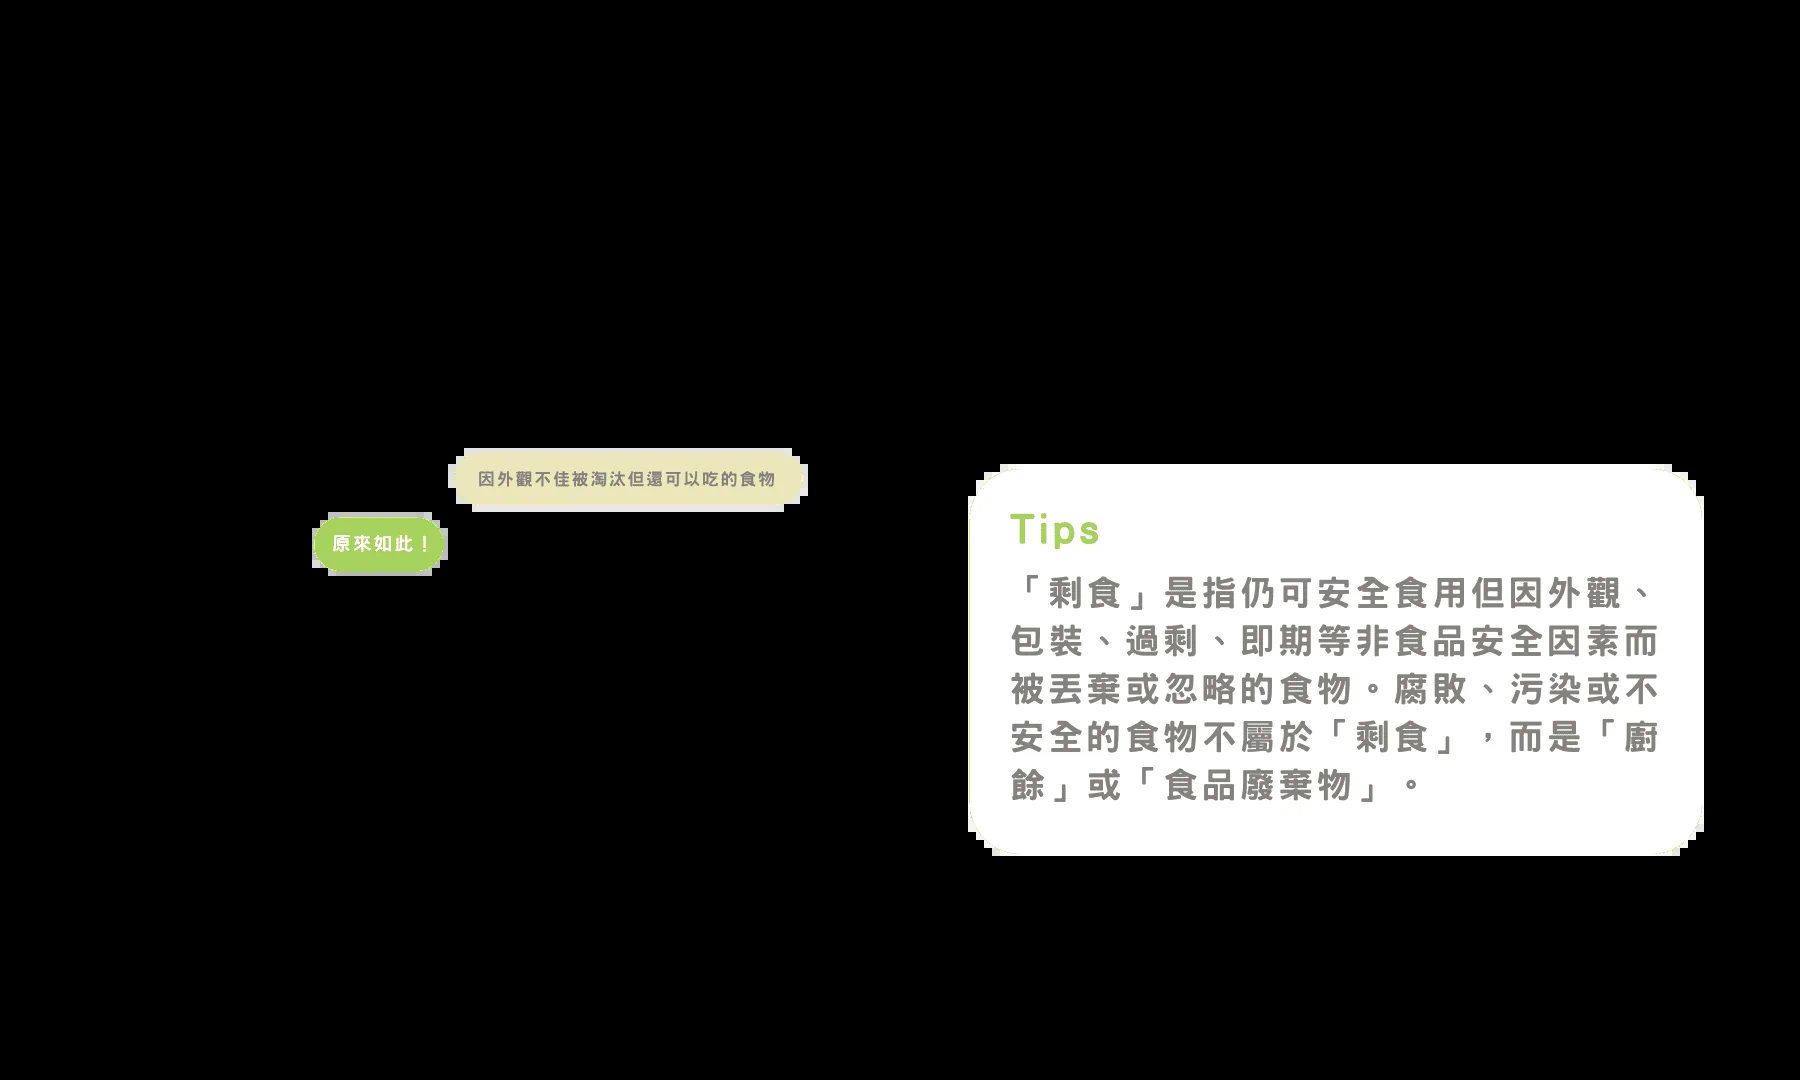 因外觀不佳被淘汰但還可以吃的食物
原來如此！
Tips
「剩食」是指仍可安全食用但因外觀、
包裝、過剩、即期等非食品安全因素而
被丟棄或忽略的食物。腐敗、污染或不
安全的食物不屬於「剩食」，而是「廚
餘」或「食品廢棄物」。